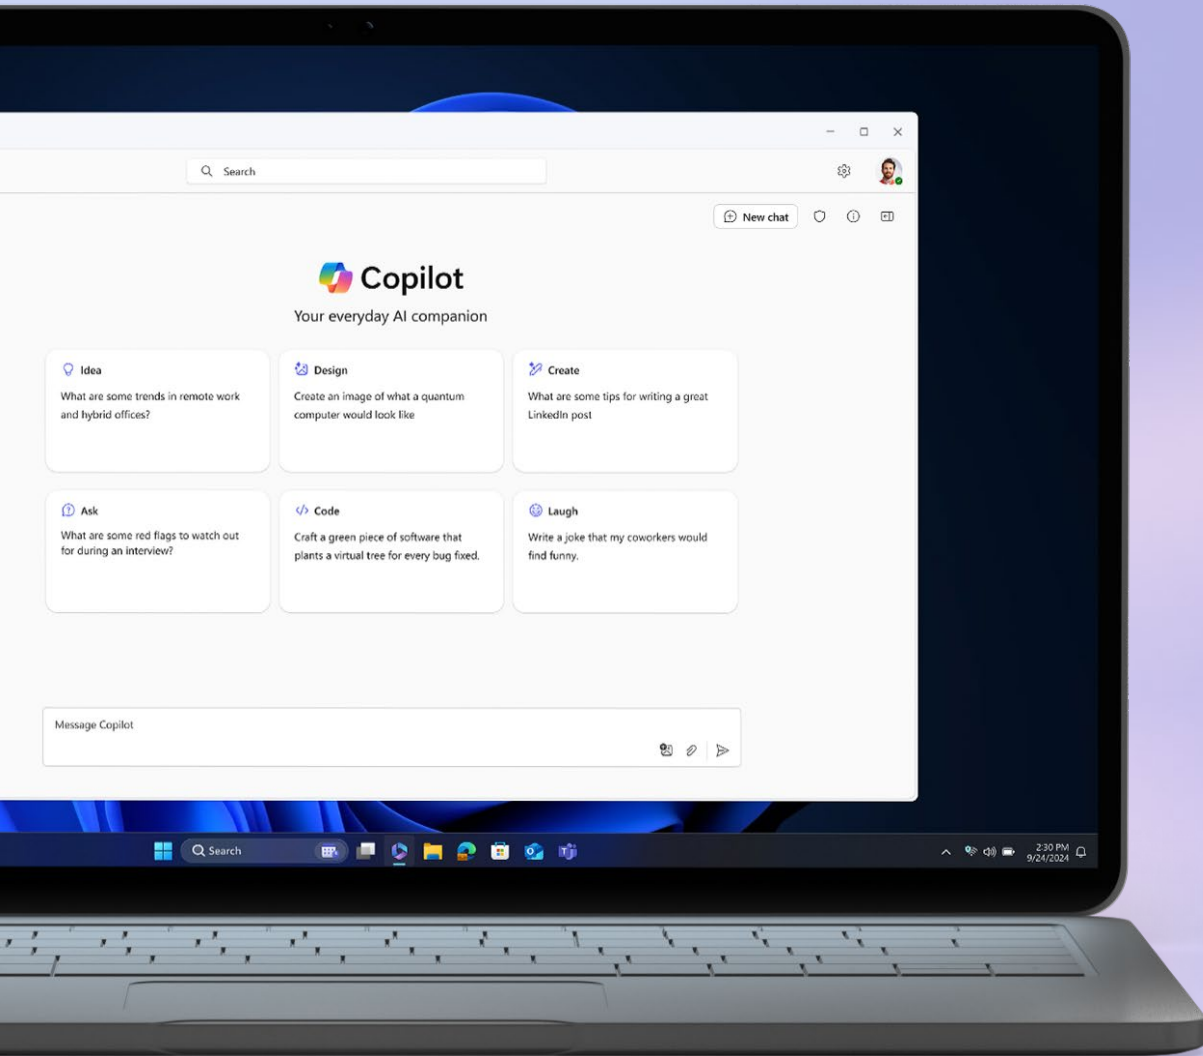 Search
New chat
Copilot
Your everyday AI companion
Idea
What are some trends in remote work
and hybrid offices?
Design
Create an image of what a quantum
computer would look like
Create
What are some tips for writing a great
LinkedIn post
Ask
What are some red flags to watch out
for during an interview?
Code
Craft a green piece of software that
plants a virtual tree for every bug fixed.
Laugh
Write a joke that my coworkers would
find funny.
Message Copilot
Search
2:30 PM
9/24/2024